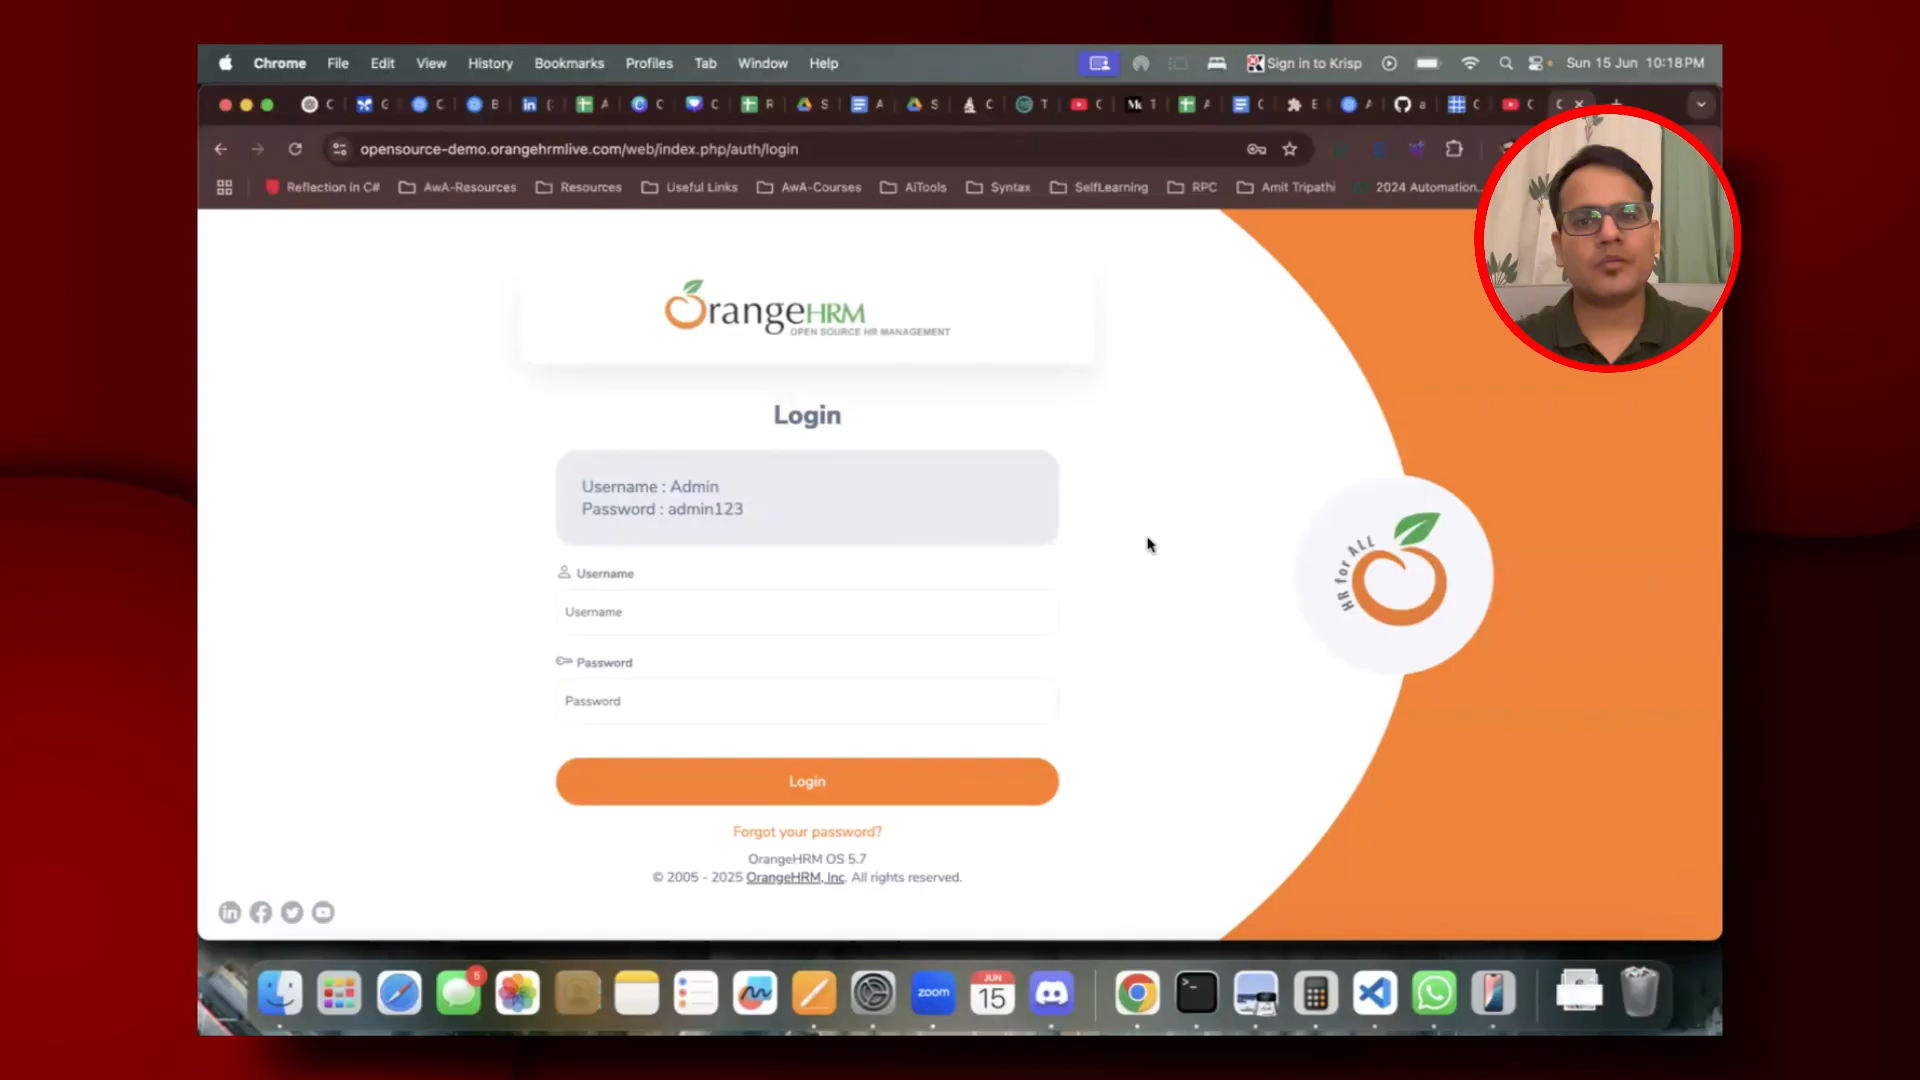 Chrome File Edit View History Bookmarks Profiles Tab Window Help Sign in to Krisp Sun 15 Jun 10:18 PM
C G C B ( A C C R S A S C T C T A C E A a C C C
opensource-demo.orangehrmlive.com/web/index.php/auth/login
Reflection in C# AwA-Resources Resources Useful Links AwA-Courses AiTools Syntax SelfLearning RPC Amit Tripathi 2024 Automation...
OrangeHRM
OPEN SOURCE HR MANAGEMENT
Login
Username : Admin
Password : admin123
Username
Username
Password
Password
Login
Forgot your password?
OrangeHRM OS 5.7
© 2005 - 2025 OrangeHRM, Inc. All rights reserved.
HR for ALL
5
zoom
JUN
15